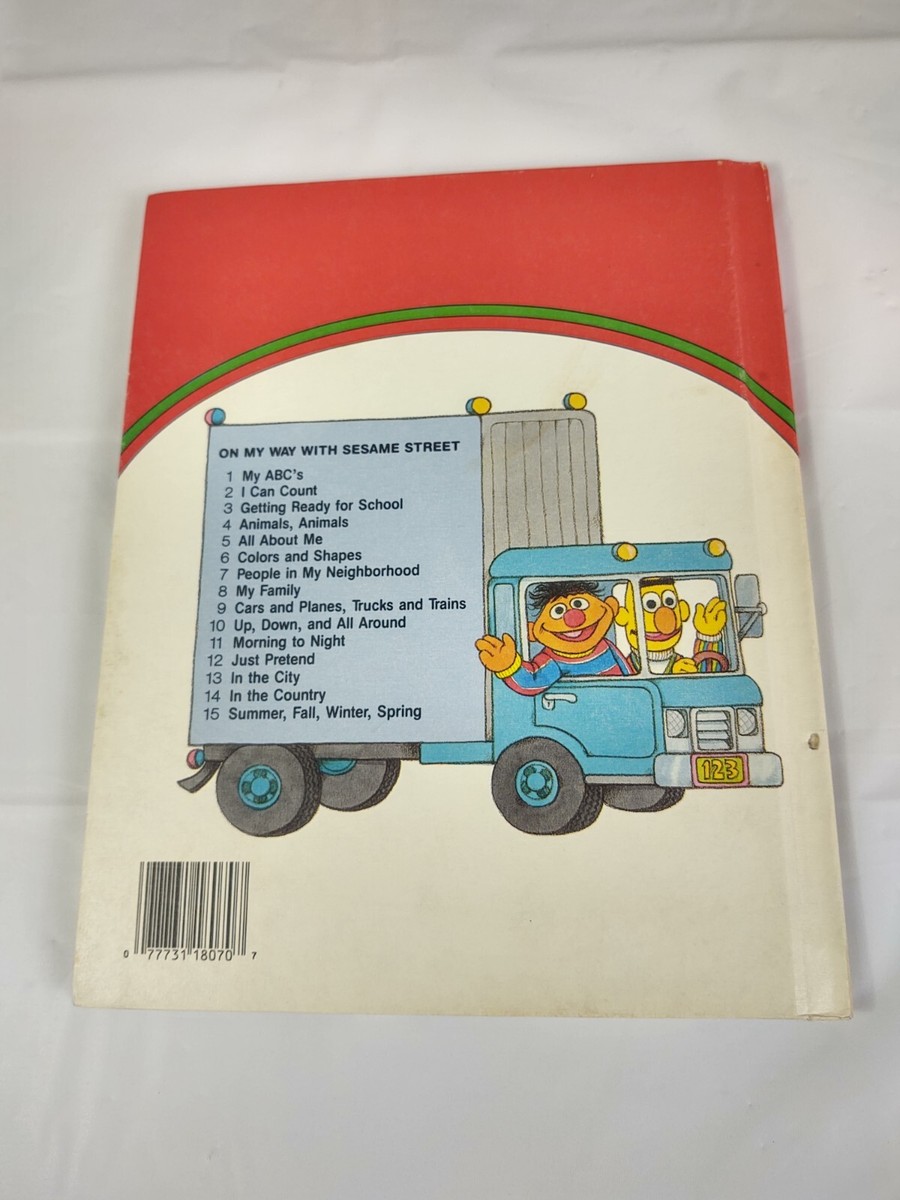 ON MY WAY WITH SESAME STREET
1 My ABC's
2 I Can Count
3 Getting Ready for School
4 Animals, Animals
5 All About Me
6 Colors and Shapes
7 People in My Neighborhood
8 My Family
9 Cars and Planes, Trucks and Trains
10 Up, Down, and All Around
11 Morning to Night
12 Just Pretend
13 In the City
14 In the Country
15 Summer, Fall, Winter, Spring
123
0 77731 18070 7